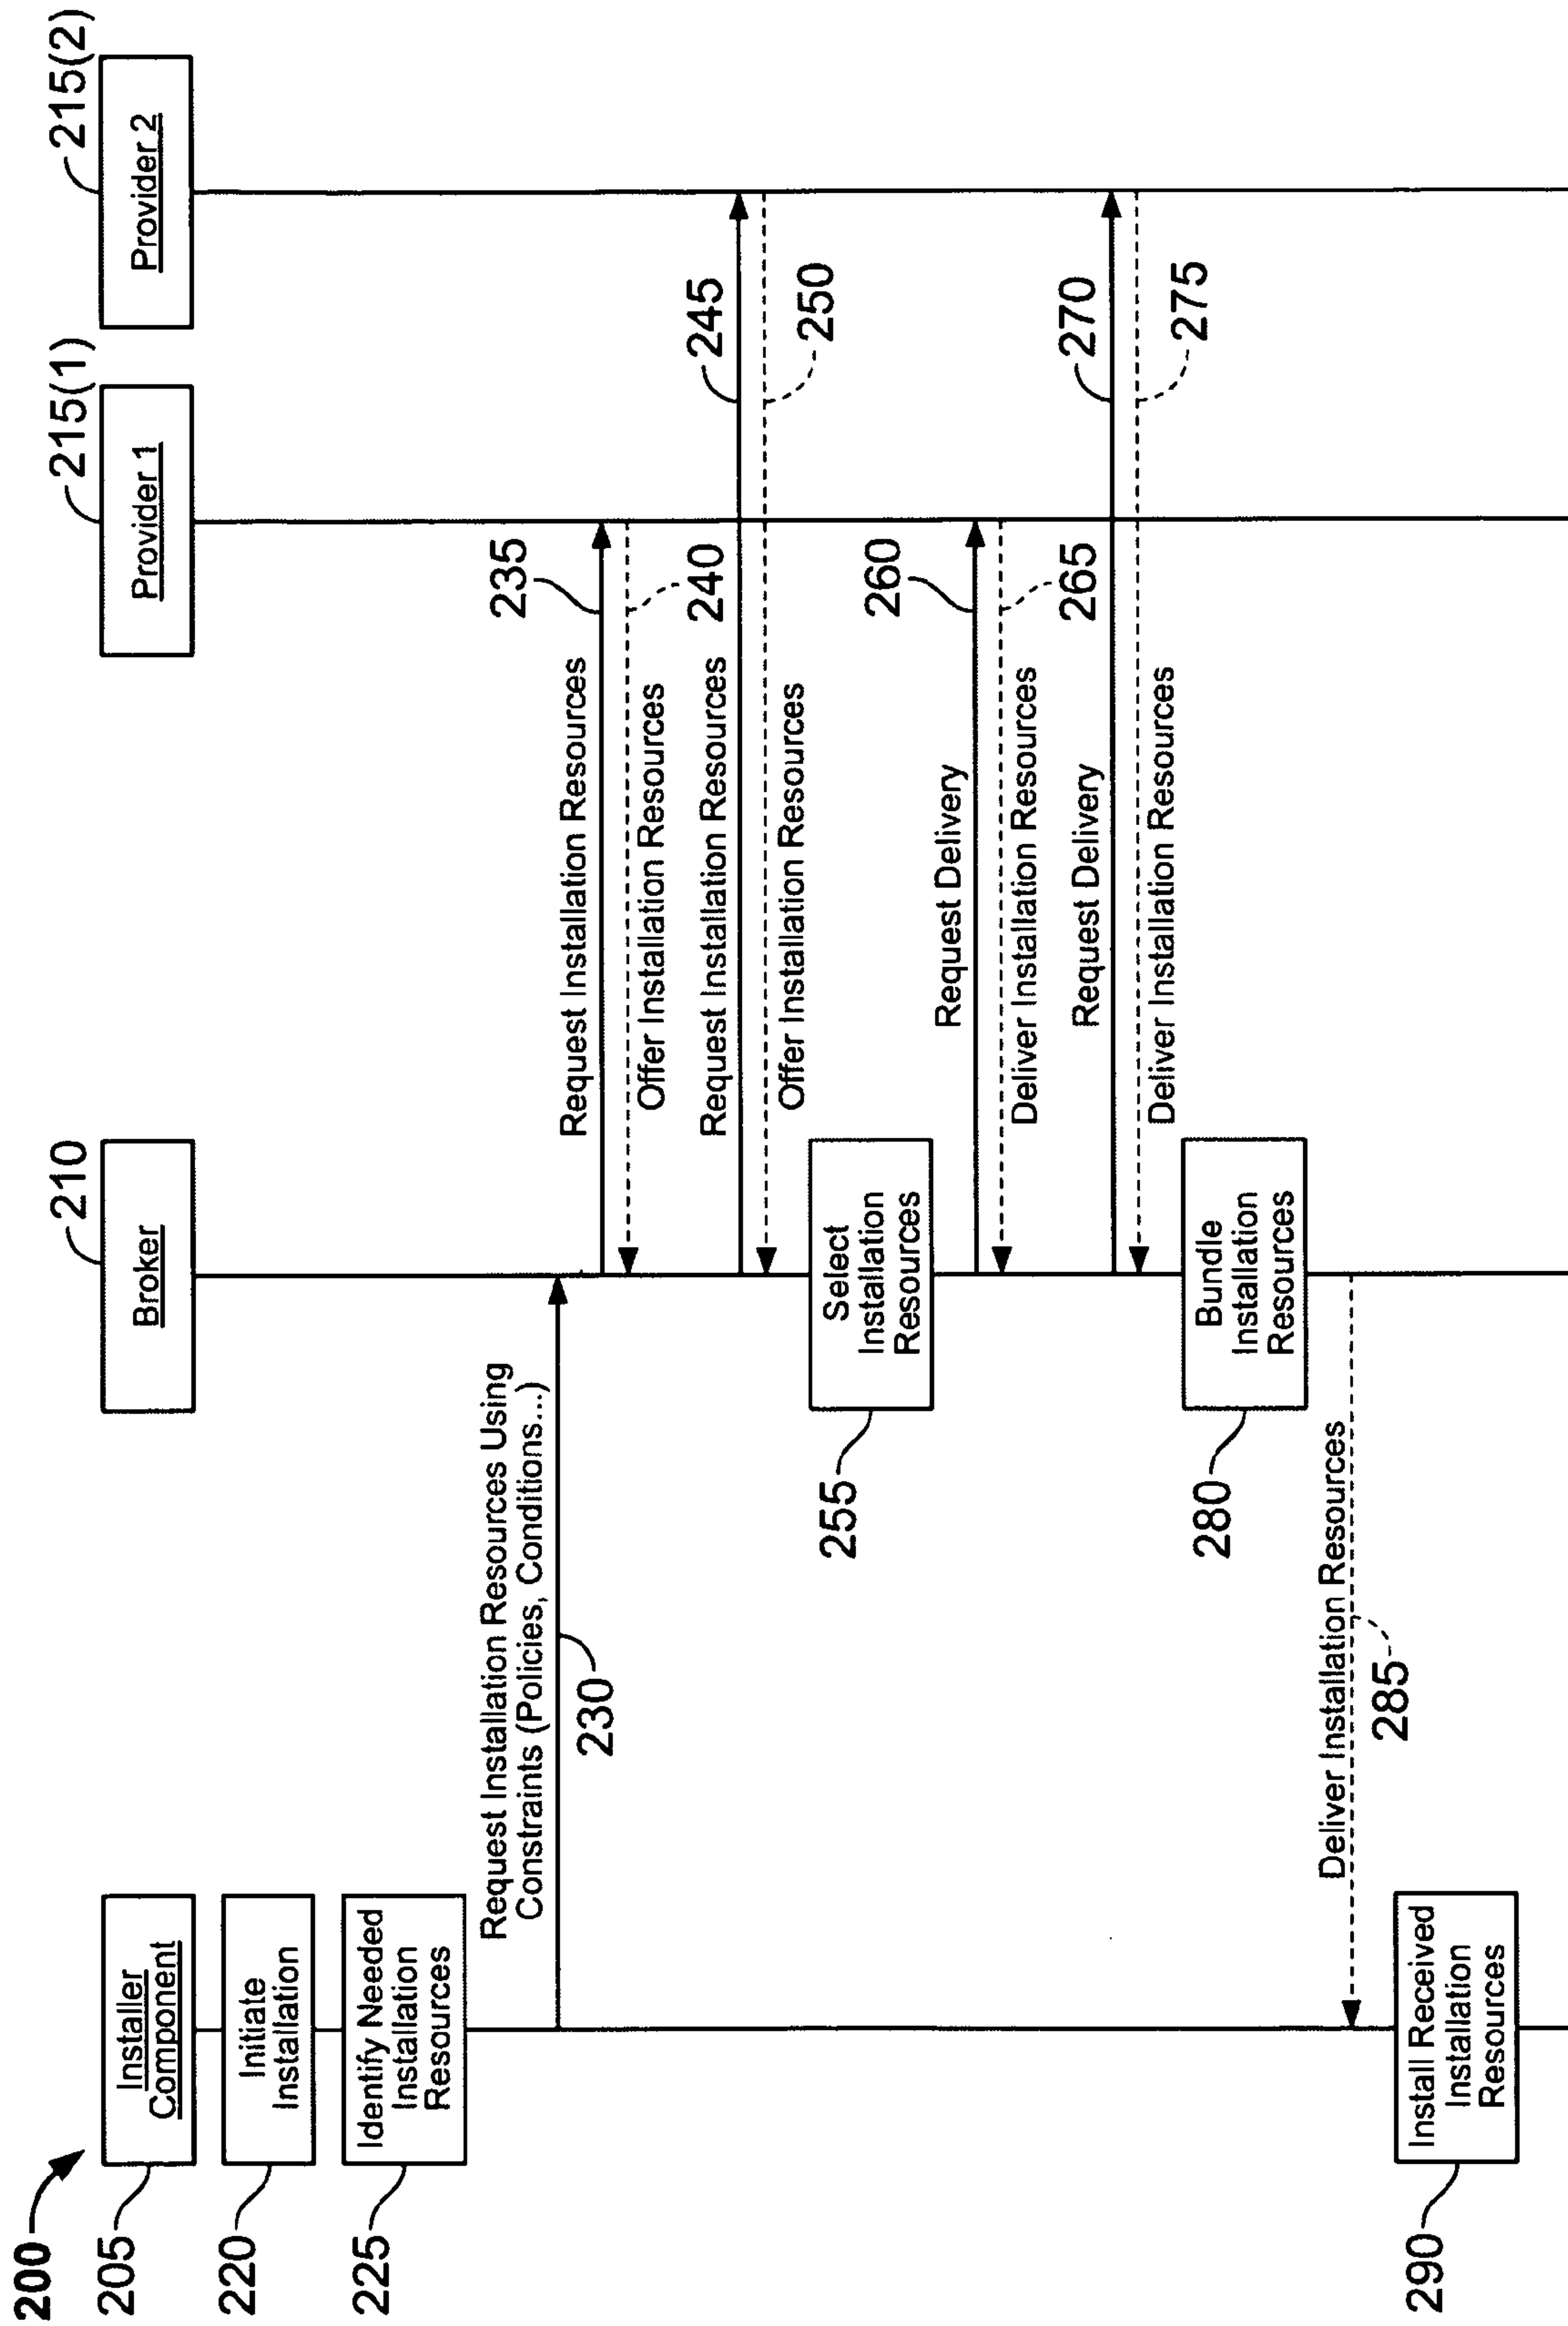 200
205
Installer
Component
210
Broker
215(1)
Provider 1
215(2)
Provider 2
220
Initiate
Installation
225
Identify Needed
Installation
Resources
Request Installation Resources Using
Constraints (Policies, Conditions...)
230
Request Installation Resources
235
Offer Installation Resources
240
Request Installation Resources
245
Offer Installation Resources
250
255
Select
Installation
Resources
Request Delivery
260
Deliver Installation Resources
265
Request Delivery
270
Deliver Installation Resources
275
280
Bundle
Installation
Resources
Deliver Installation Resources
285
290
Install Received
Installation
Resources